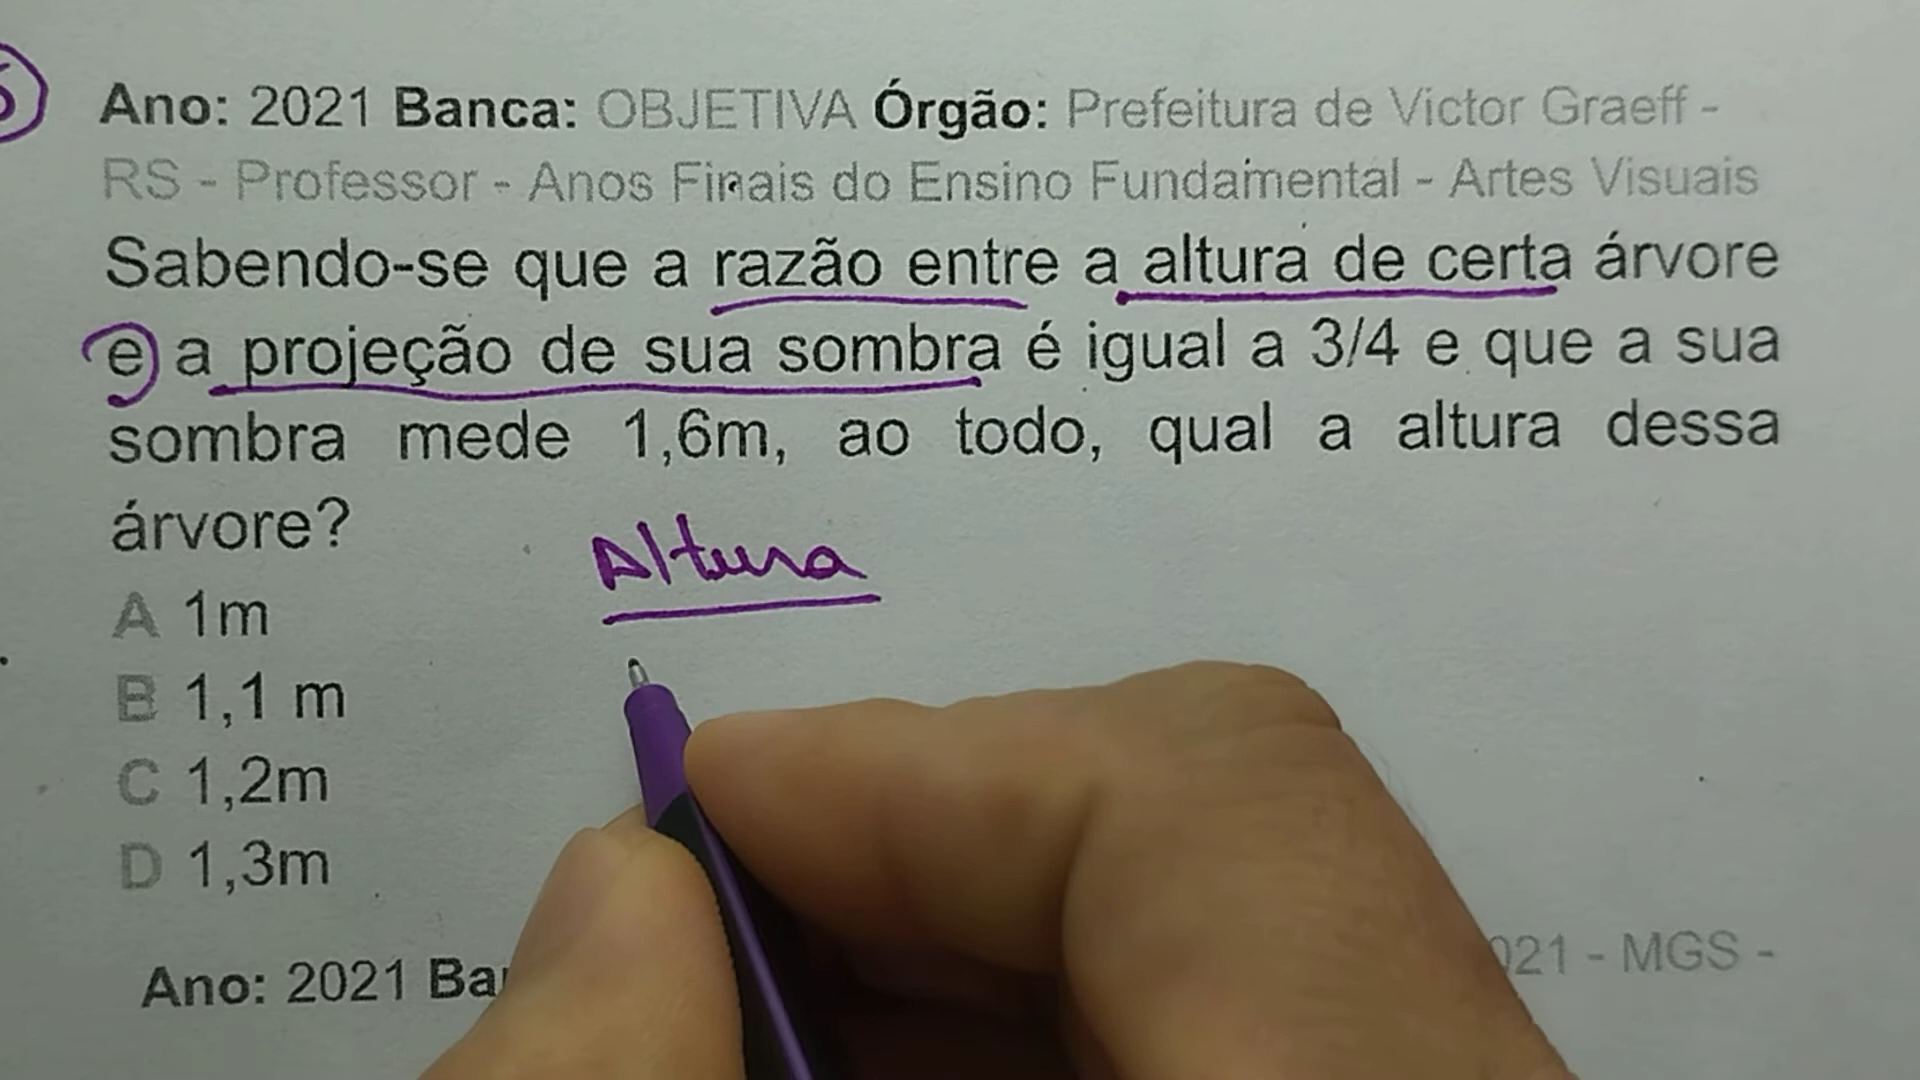 Ano: 2021 Banca: OBJETIVA Órgão: Prefeitura de Victor Graeff -
RS - Professor - Anos Finais do Ensino Fundamental - Artes Visuais
Sabendo-se que a razão entre a altura de certa árvore
e a projeção de sua sombra é igual a 3/4 e que a sua
sombra mede 1,6m, ao todo, qual a altura dessa
árvore?
Altura
A 1m
B 1,1 m
C 1,2m
D 1,3m
Ano: 2021 - MGS -